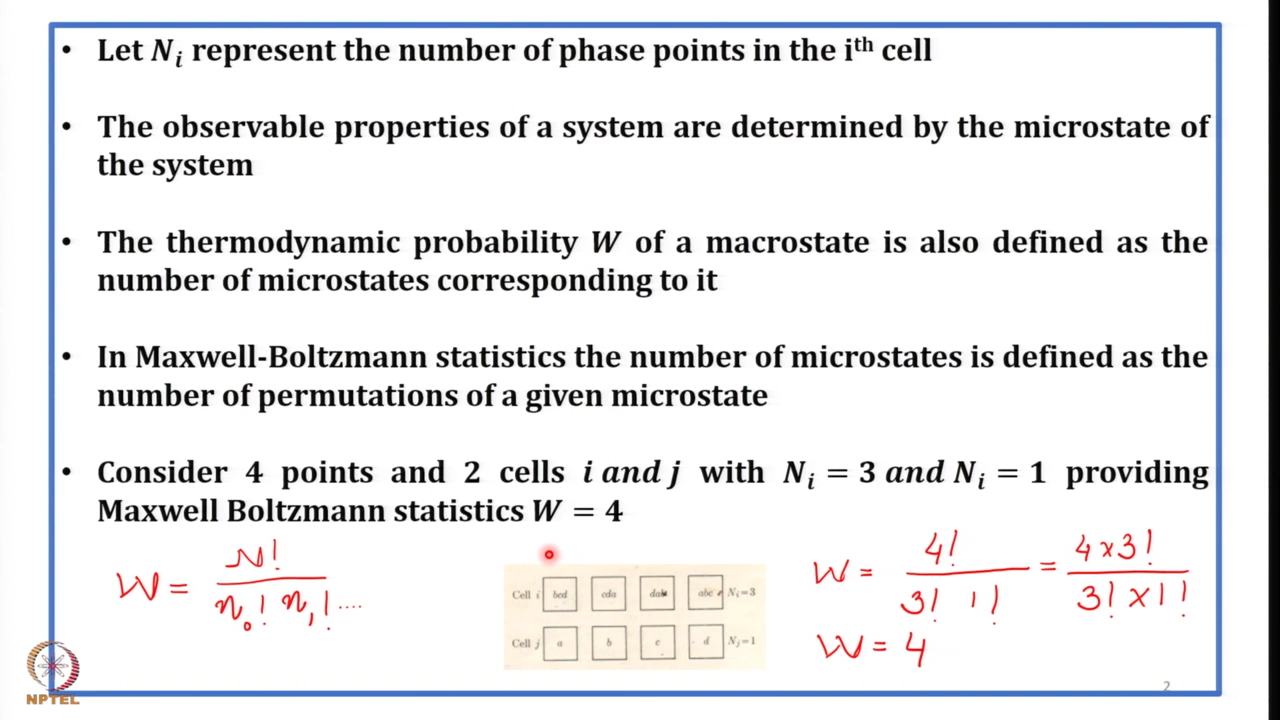 • Let Nᵢ represent the number of phase points in the iᵗʰ cell
• The observable properties of a system are determined by the microstate of
the system
• The thermodynamic probability W of a macrostate is also defined as the
number of microstates corresponding to it
• In Maxwell-Boltzmann statistics the number of microstates is defined as the
number of permutations of a given microstate
• Consider 4 points and 2 cells i and j with Nᵢ = 3 and Nᵢ = 1 providing
Maxwell Boltzmann statistics W = 4
W = N! / n₀! n₁! ....
Cell i bcd cda dab abc Nᵢ=3
Cell j a b c d Nⱼ=1
W = 4! / 3! 1! = 4×3! / 3!×1!
W = 4
NPTEL
2